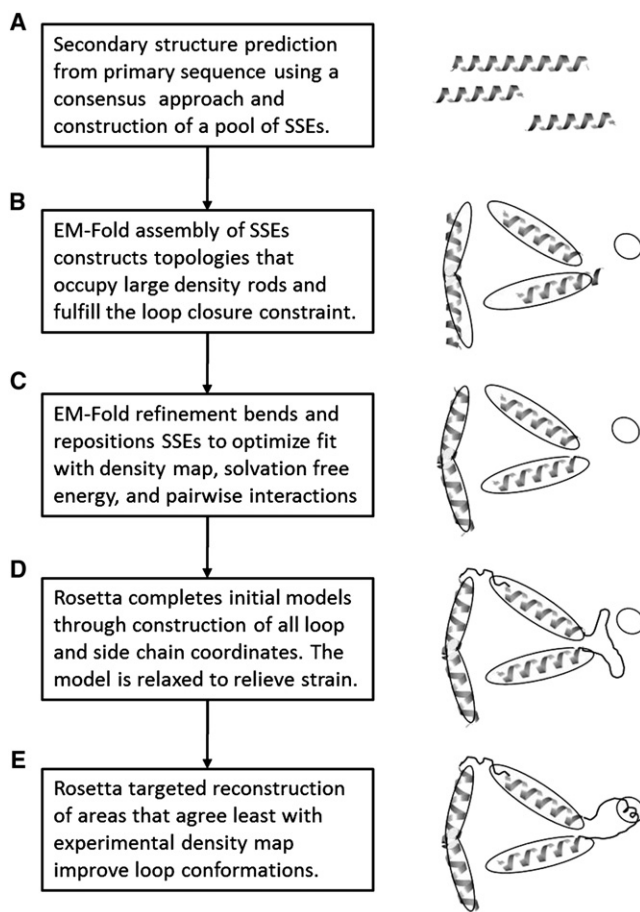 A
Secondary structure prediction
from primary sequence using a
consensus approach and
construction of a pool of SSEs.
B
EM-Fold assembly of SSEs
constructs topologies that
occupy large density rods and
fulfill the loop closure constraint.
C
EM-Fold refinement bends and
repositions SSEs to optimize fit
with density map, solvation free
energy, and pairwise interactions
D
Rosetta completes initial models
through construction of all loop
and side chain coordinates. The
model is relaxed to relieve strain.
E
Rosetta targeted reconstruction
of areas that agree least with
experimental density map
improve loop conformations.